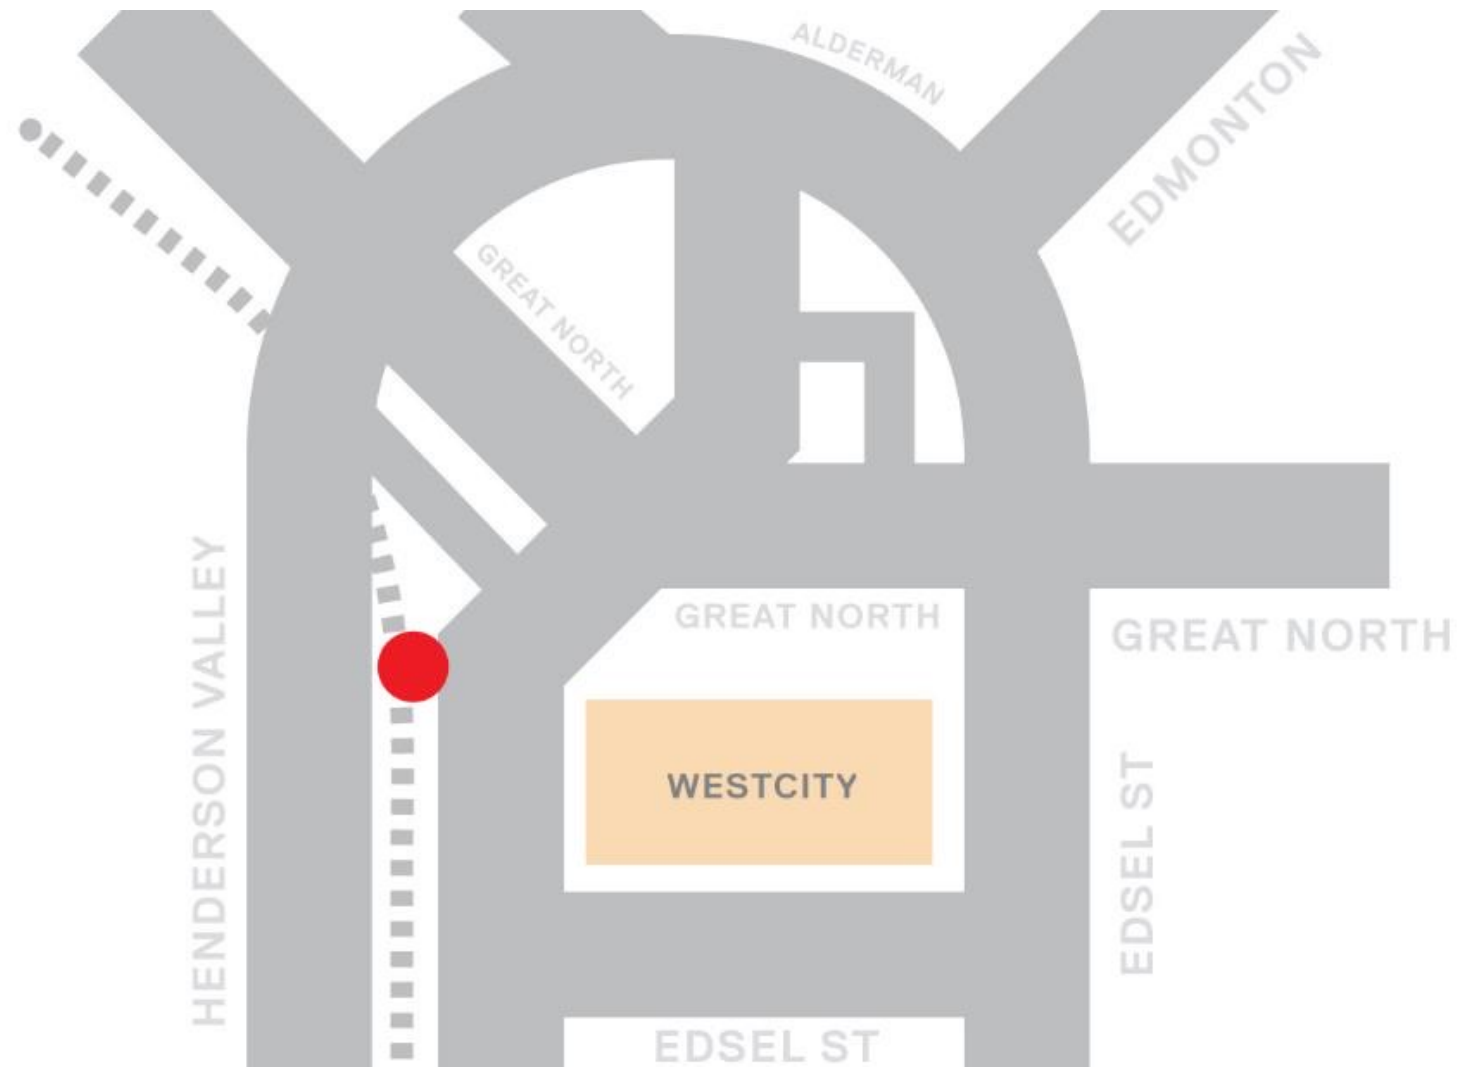 ALDERMAN
EDMONTON
GREAT NORTH
HENDERSON VALLEY
GREAT NORTH
GREAT NORTH
WESTCITY
EDSEL ST
EDSEL ST